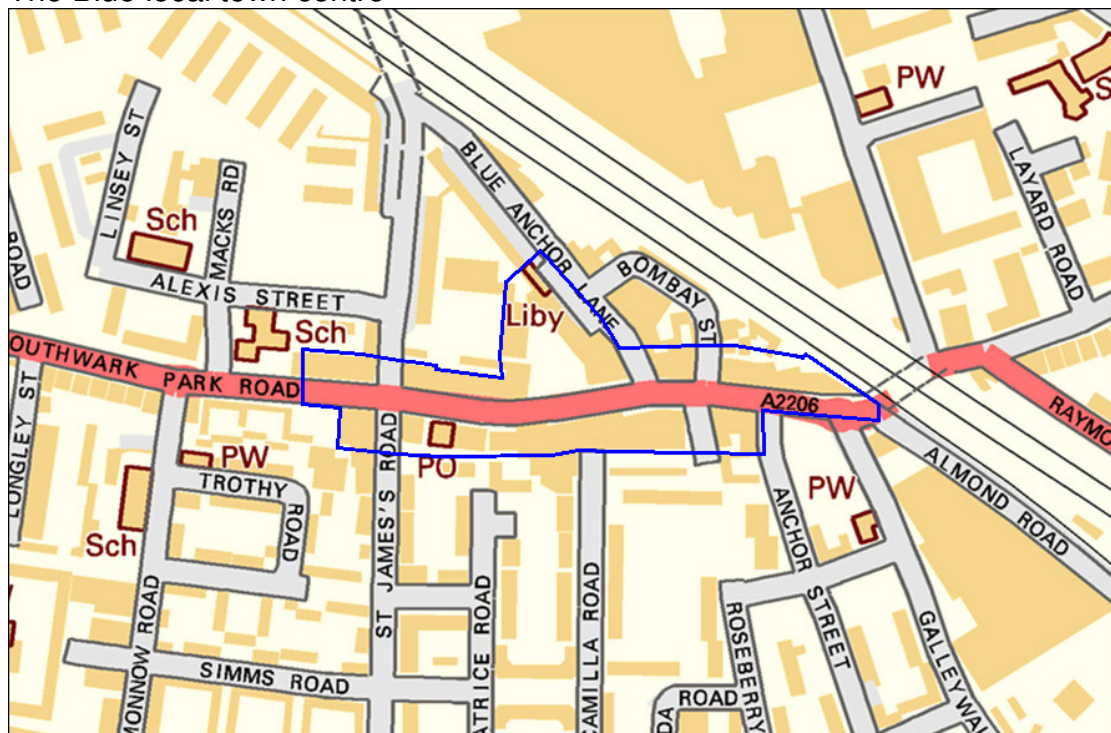 The Blue local town centre
PW
S
LINSEY ST
BLUE ANCHOR LANE
LAYARD ROAD
MACKS RD
Sch
ROAD
BOMBAY ST
ALEXIS STREET
Liby
Sch
OUTHWARK PARK ROAD
A2206
RAYMO
LONGLEY ST
PW
PO
ST JAMES'S ROAD
TROTHY ROAD
PW
ALMOND ROAD
Sch
ANCHOR STREET
MONNOW ROAD
ATRICE ROAD
CAMILLA ROAD
ROSEBERRY
GALLEYWAL
SIMMS ROAD
DA ROAD